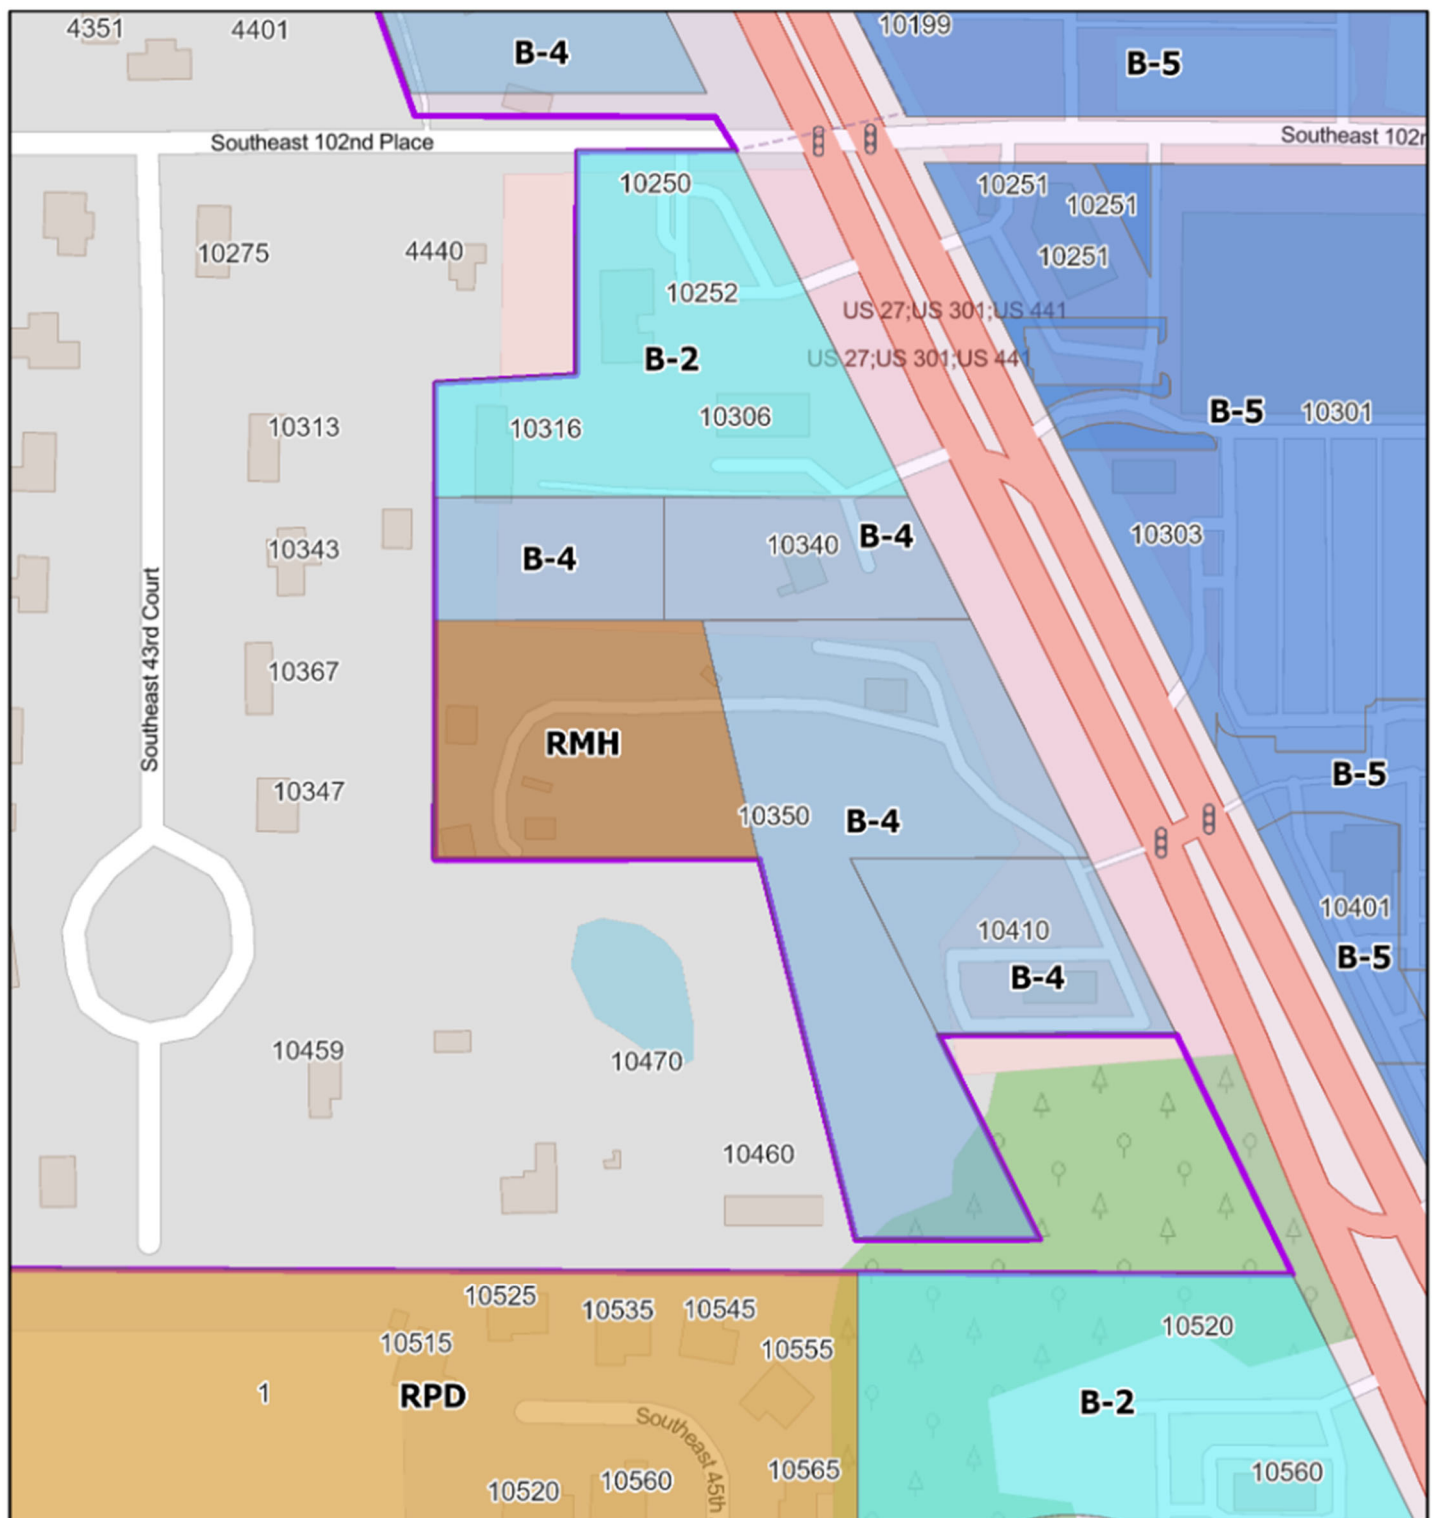 4351
4401
B-4
10199
B-5
Southeast 102nd Place
Southeast 102r
10250
10251
10251
10275
4440
10251
10252
US 27;US 301;US 441
US 27;US 301;US 441
B-2
10316
10306
B-5
10301
10313
10343
B-4
10340
B-4
10303
Southeast 43rd Court
10367
RMH
10347
10350
B-4
B-5
10401
10410
B-4
B-5
10459
10470
10460
10525
10535
10545
10520
10515
10555
1
RPD
B-2
Southeast 45th
10520
10560
10565
10560